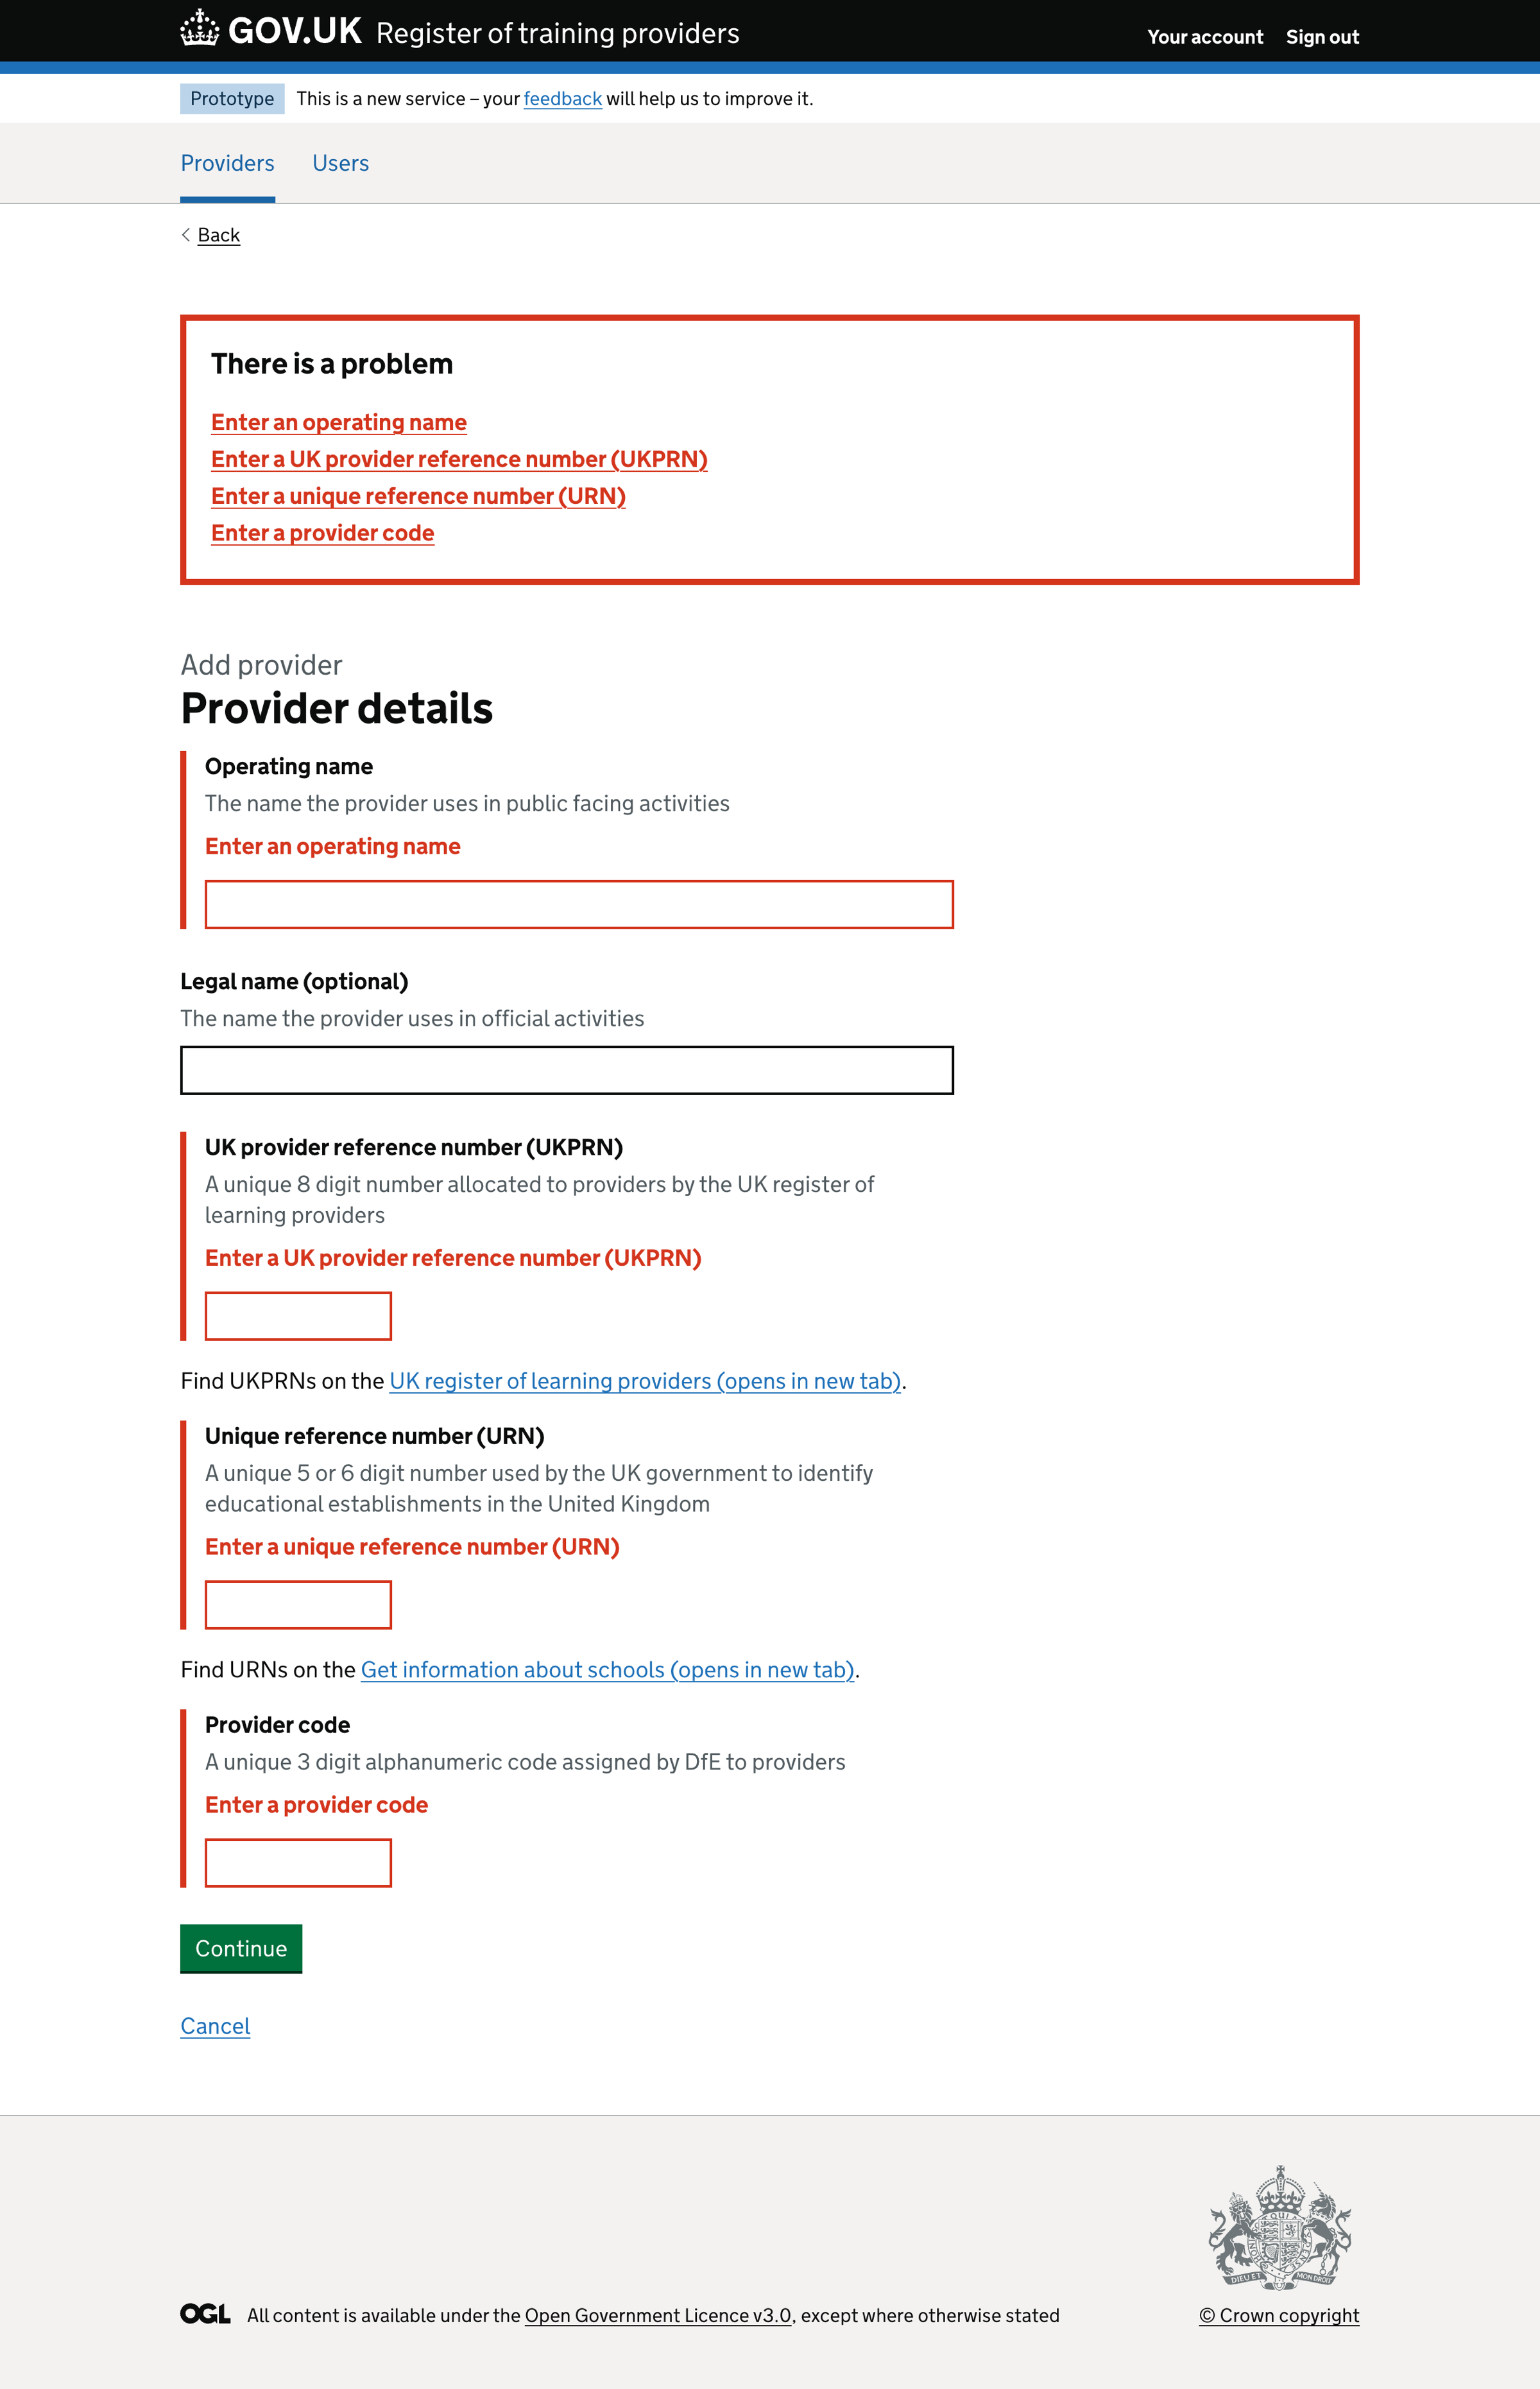 GOV.UK Register of training providers
Your account Sign out
Prototype This is a new service – your feedback will help us to improve it.
Providers Users
Back
There is a problem
Enter an operating name
Enter a UK provider reference number (UKPRN)
Enter a unique reference number (URN)
Enter a provider code
Add provider
Provider details
Operating name
The name the provider uses in public facing activities
Enter an operating name
Legal name (optional)
The name the provider uses in official activities
UK provider reference number (UKPRN)
A unique 8 digit number allocated to providers by the UK register of
learning providers
Enter a UK provider reference number (UKPRN)
Find UKPRNs on the UK register of learning providers (opens in new tab).
Unique reference number (URN)
A unique 5 or 6 digit number used by the UK government to identify
educational establishments in the United Kingdom
Enter a unique reference number (URN)
Find URNs on the Get information about schools (opens in new tab).
Provider code
A unique 3 digit alphanumeric code assigned by DfE to providers
Enter a provider code
Continue
Cancel
DIEU ET MON DROIT
OGL All content is available under the Open Government Licence v3.0, except where otherwise stated
© Crown copyright